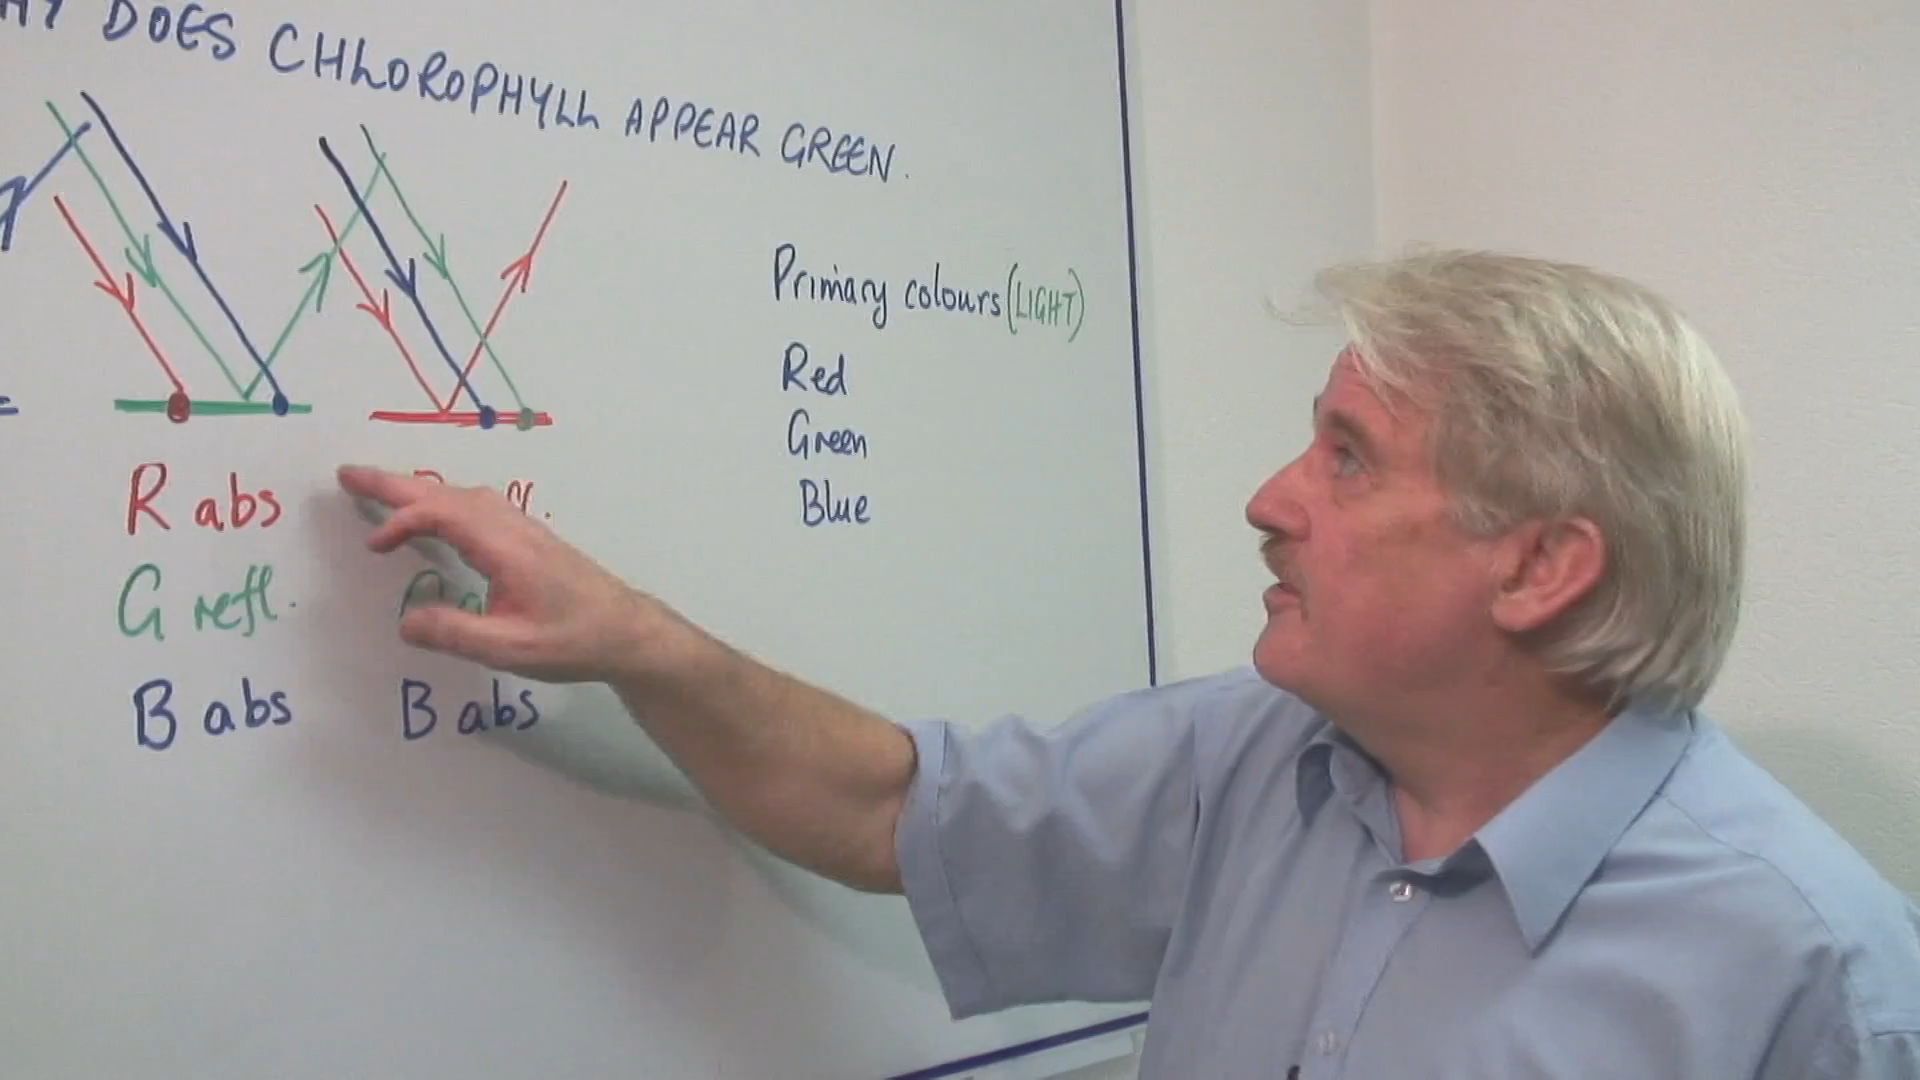 DOES CHLOROPHYLL APPEAR GREEN.
Primary colours (LIGHT)
Red
Green
Blue
R abs
G refl.
B abs
B abs